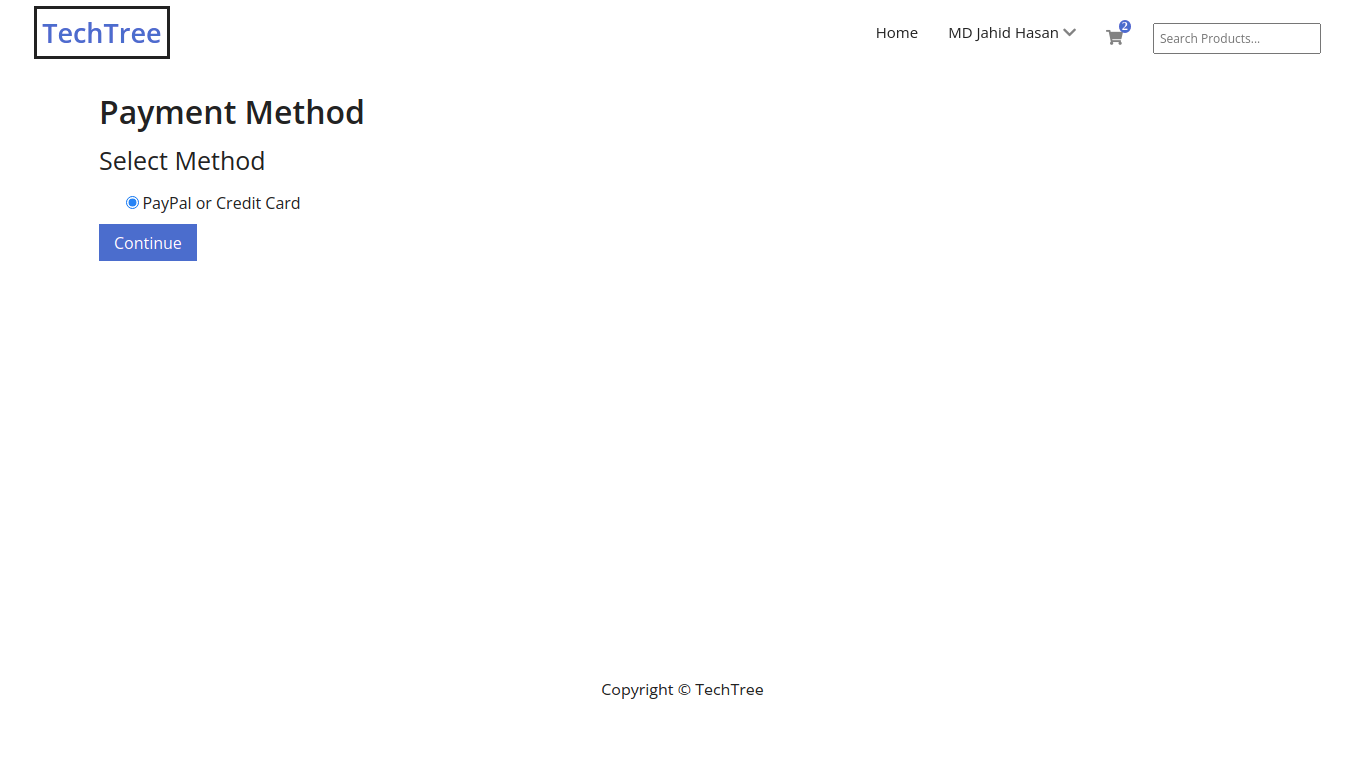 TechTree
Home
MD Jahid Hasan
2
Search Products...
Payment Method
Select Method
PayPal or Credit Card
Continue
Copyright © TechTree